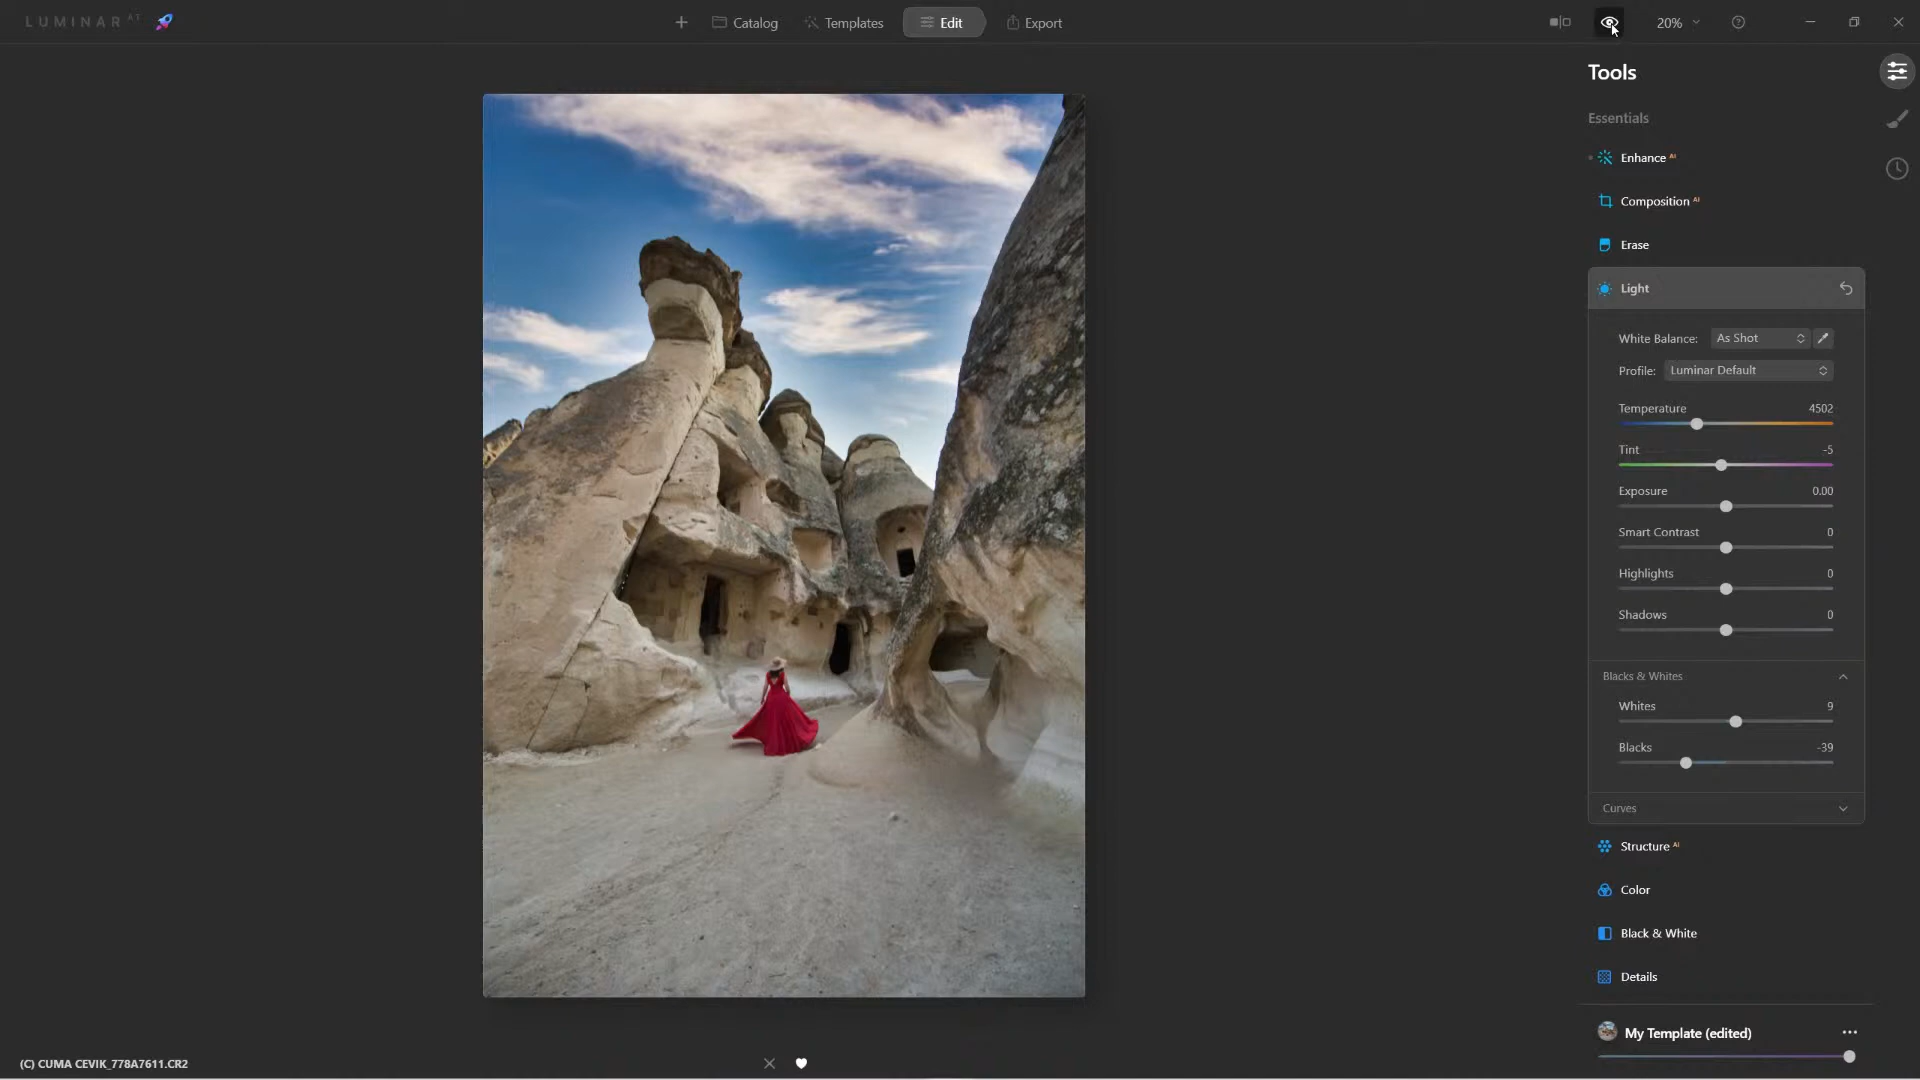 LUMINAR AI
Catalog
Templates
Edit
Export
20%
Tools
Essentials
Enhance AI
Composition AI
Erase
Light
White Balance: As Shot
Profile: Luminar Default
Temperature 4502
Tint -5
Exposure 0.00
Smart Contrast 0
Highlights 0
Shadows 0
Blacks & Whites
Whites 9
Blacks -39
Curves
Structure AI
Color
Black & White
Details
My Template (edited)
(C) CUMA CEVIK_778A7611.CR2